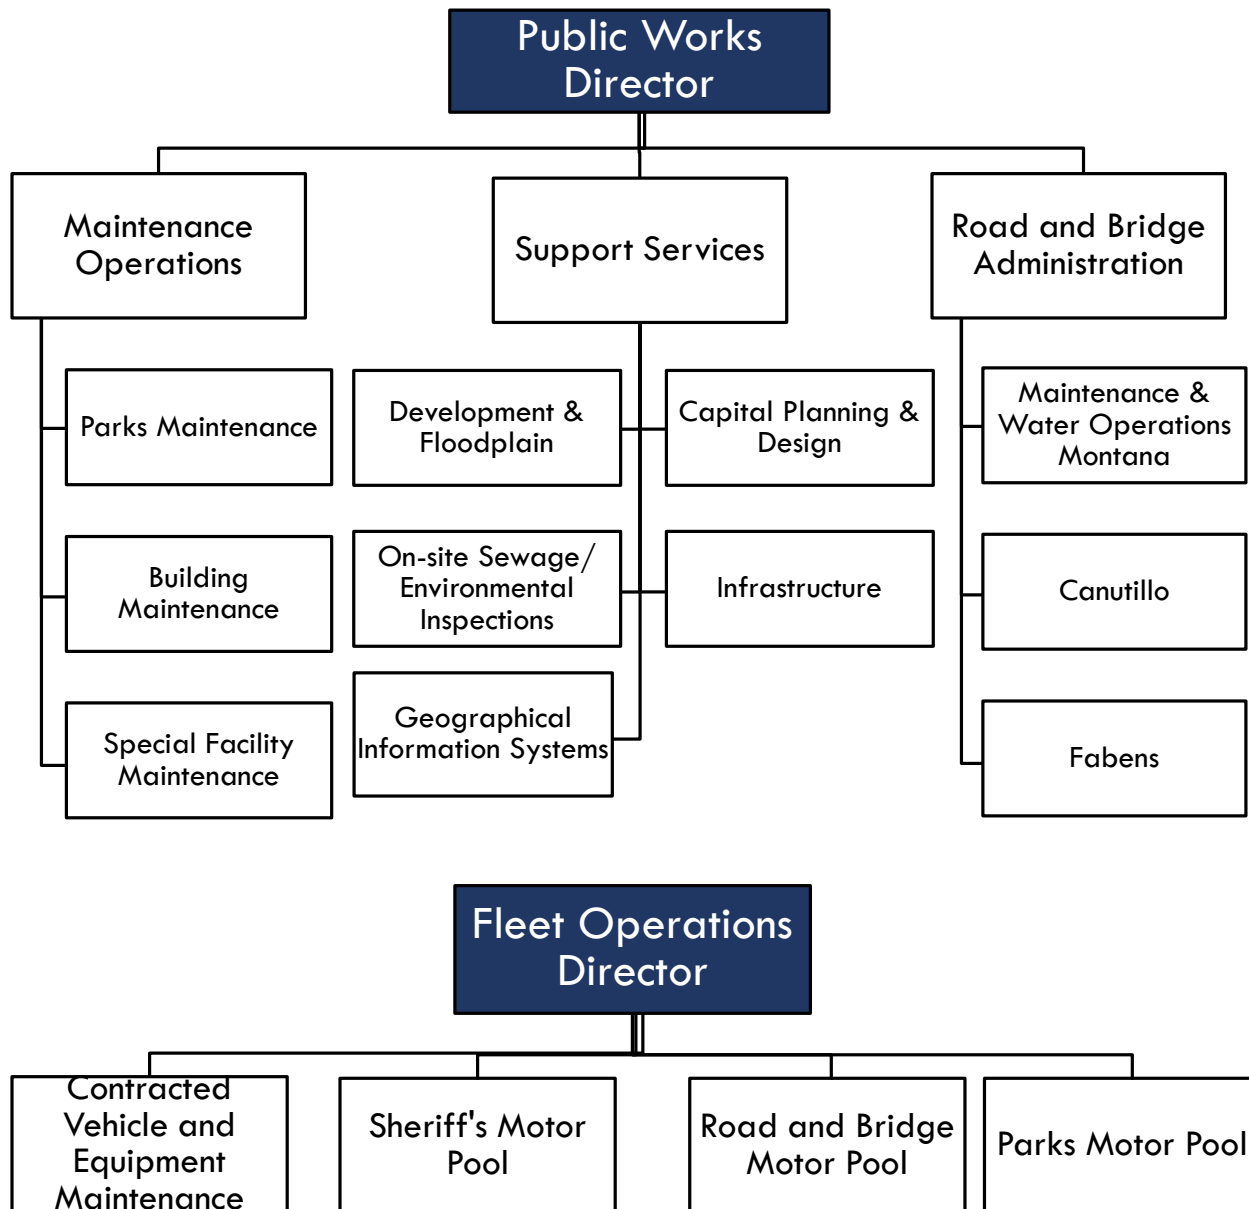 Public Works
Director
Maintenance
Operations
Support Services
Road and Bridge
Administration
Parks Maintenance
Development &
Floodplain
Capital Planning &
Design
Maintenance &
Water Operations
Montana
Building
Maintenance
On-site Sewage/
Environmental
Inspections
Infrastructure
Canutillo
Special Facility
Maintenance
Geographical
Information Systems
Fabens
Fleet Operations
Director
Contracted
Vehicle and
Equipment
Maintenance
Sheriff's Motor
Pool
Road and Bridge
Motor Pool
Parks Motor Pool